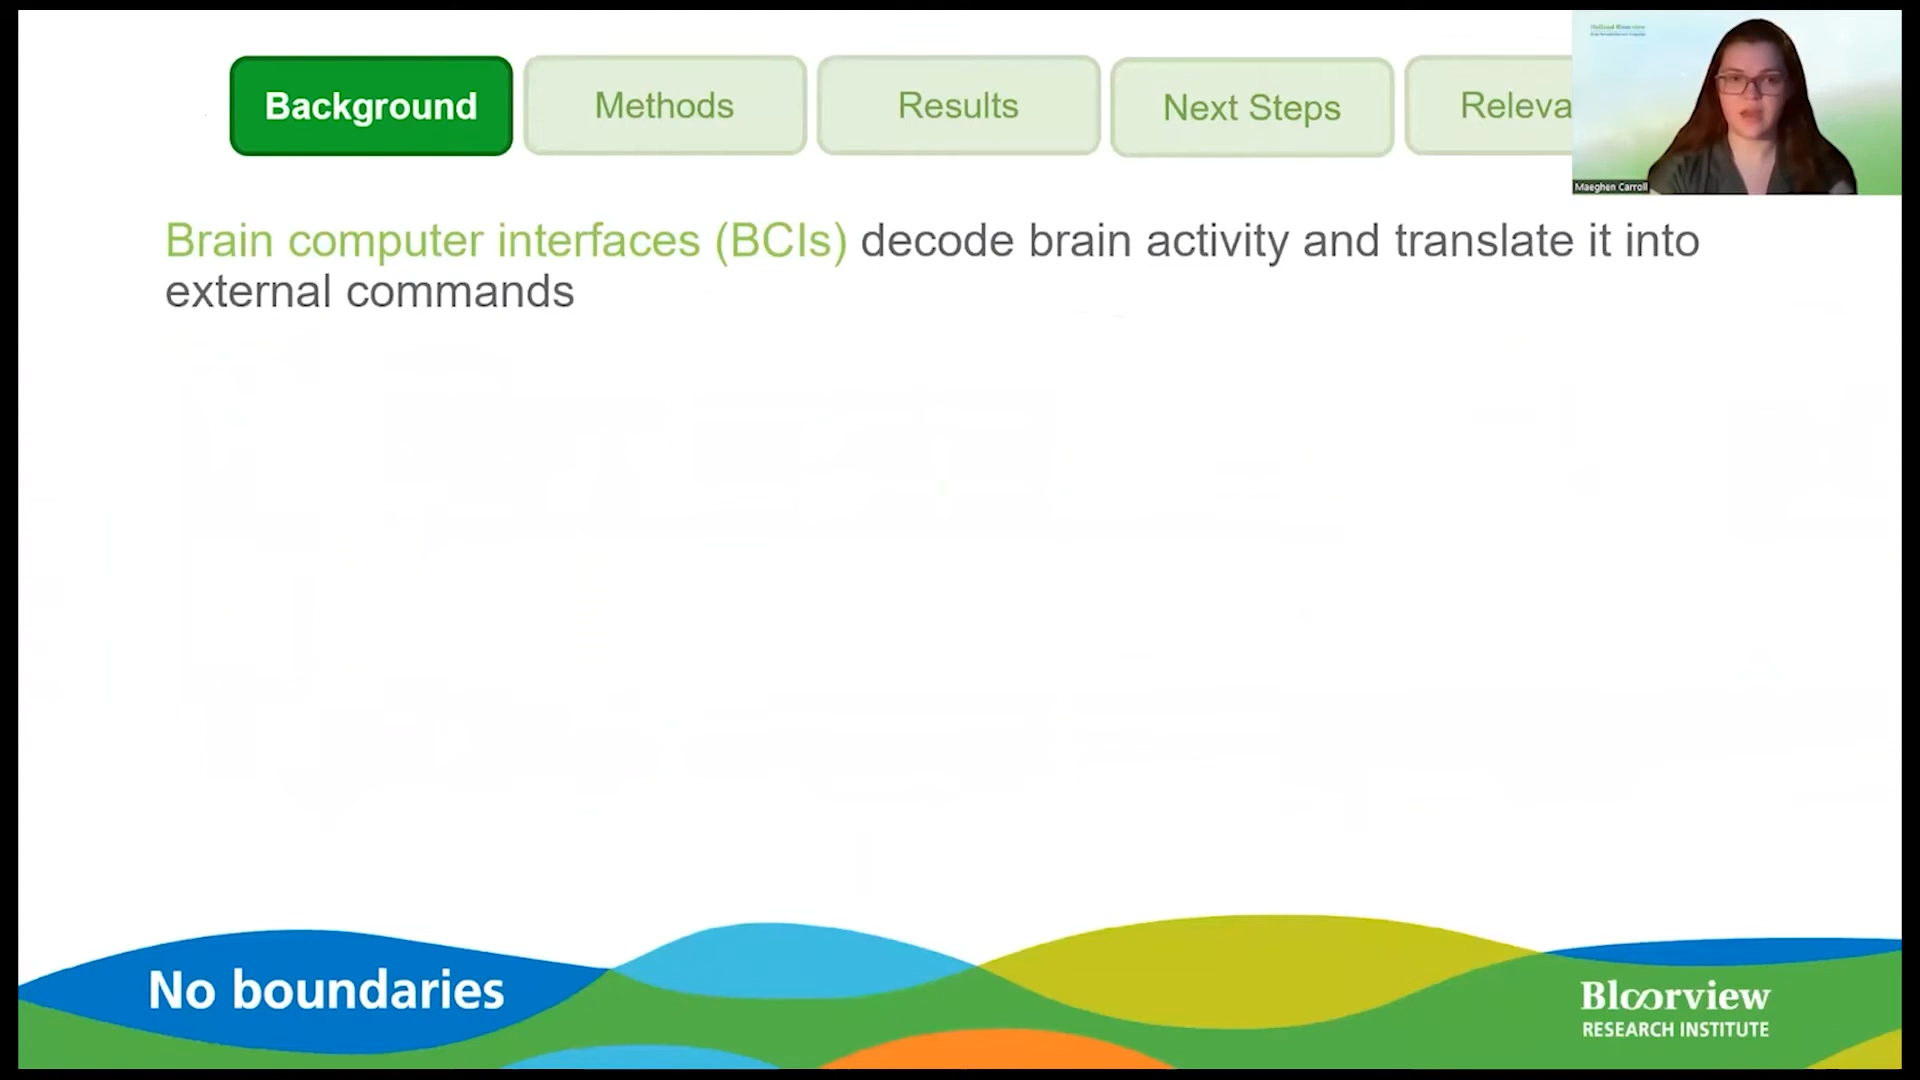 Background
Methods
Results
Next Steps
Releva
Maeghen Carroll
Brain computer interfaces (BCIs) decode brain activity and translate it into
external commands
No boundaries
Bloorview
RESEARCH INSTITUTE